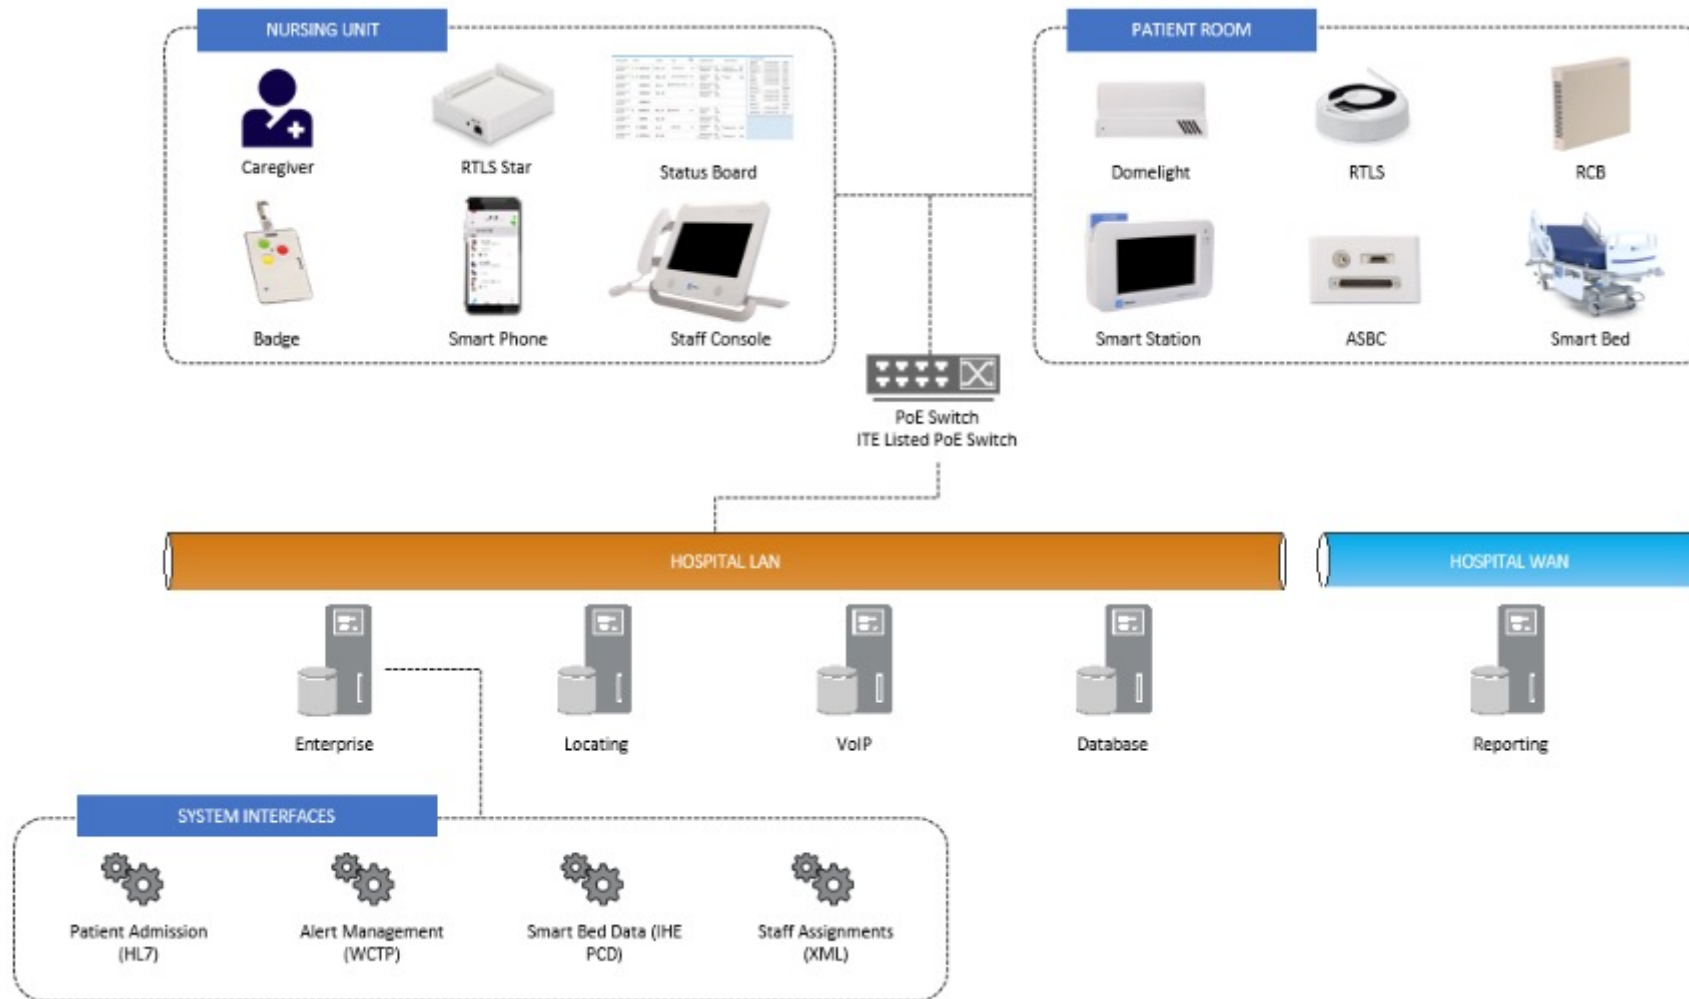 NURSING UNIT
PATIENT ROOM
Caregiver
RTLS Star
Status Board
Domelight
RTLS
RCB
Badge
Smart Phone
Staff Console
Smart Station
ASBC
Smart Bed
PoE Switch
ITE Listed PoE Switch
HOSPITAL LAN
HOSPITAL WAN
Enterprise
Locating
VoIP
Database
Reporting
SYSTEM INTERFACES
Patient Admission
(HL7)
Alert Management
(WCTP)
Smart Bed Data (IHE
PCD)
Staff Assignments
(XML)